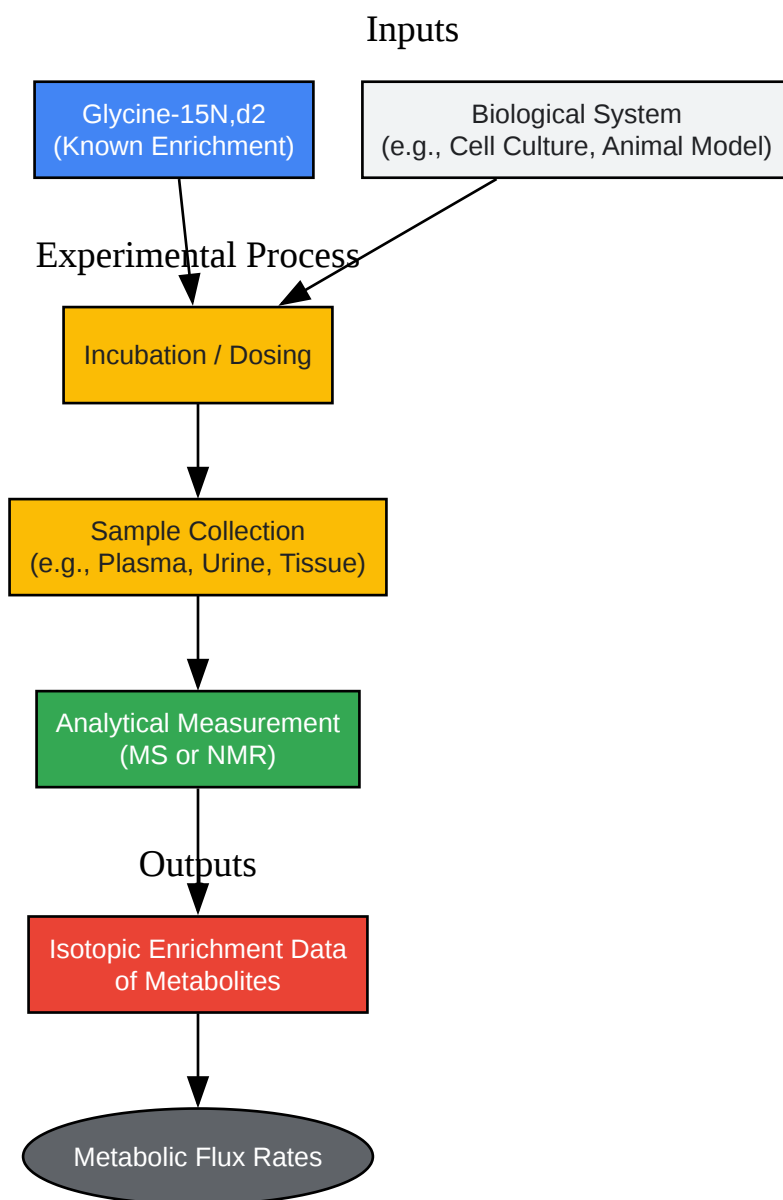 Inputs
Glycine-15N,d2
(Known Enrichment)
Biological System
(e.g., Cell Culture, Animal Model)
Experimental Process
Incubation / Dosing
Sample Collection
(e.g., Plasma, Urine, Tissue)
Analytical Measurement
(MS or NMR)
Outputs
Isotopic Enrichment Data
of Metabolites
Metabolic Flux Rates